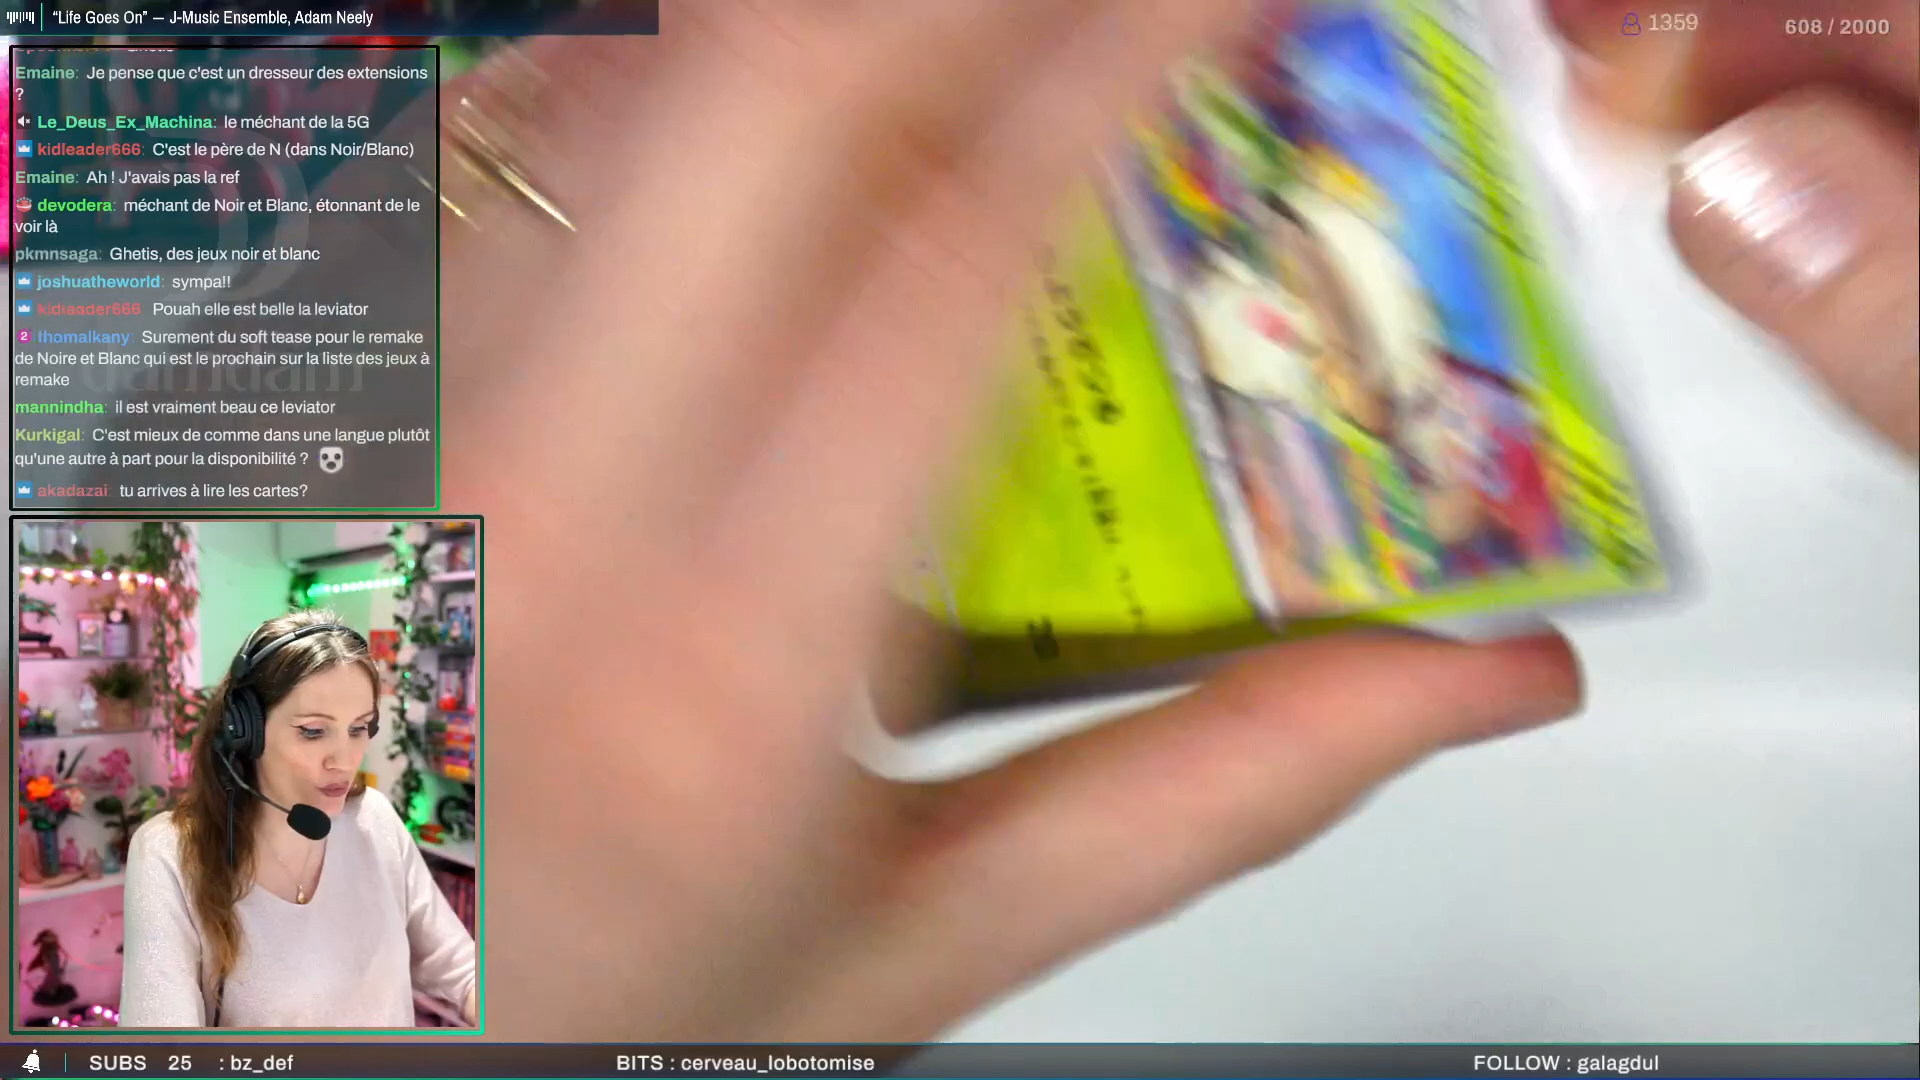 "Life Goes On" — J-Music Ensemble, Adam Neely
1359
608 / 2000
Emaine: Je pense que c'est un dresseur des extensions
?
Le_Deus_Ex_Machina: le méchant de la 5G
kidleader666: C'est le père de N (dans Noir/Blanc)
Emaine: Ah ! J'avais pas la ref
devodera: méchant de Noir et Blanc, étonnant de le
voir là
pkmnsaga: Ghetis, des jeux noir et blanc
joshuatheworld: sympa!!
kidleader666 Pouah elle est belle la leviator
2 thomalkany: Surement du soft tease pour le remake
de Noire et Blanc qui est le prochain sur la liste des jeux à
remake
mannindha: il est vraiment beau ce leviator
Kurkigal: C'est mieux de comme dans une langue plutôt
qu'une autre à part pour la disponibilité ?
akadazai: tu arrives à lire les cartes?
damdam
SUBS 25 : bz_def
BITS : cerveau_lobotomise
FOLLOW : galagdul